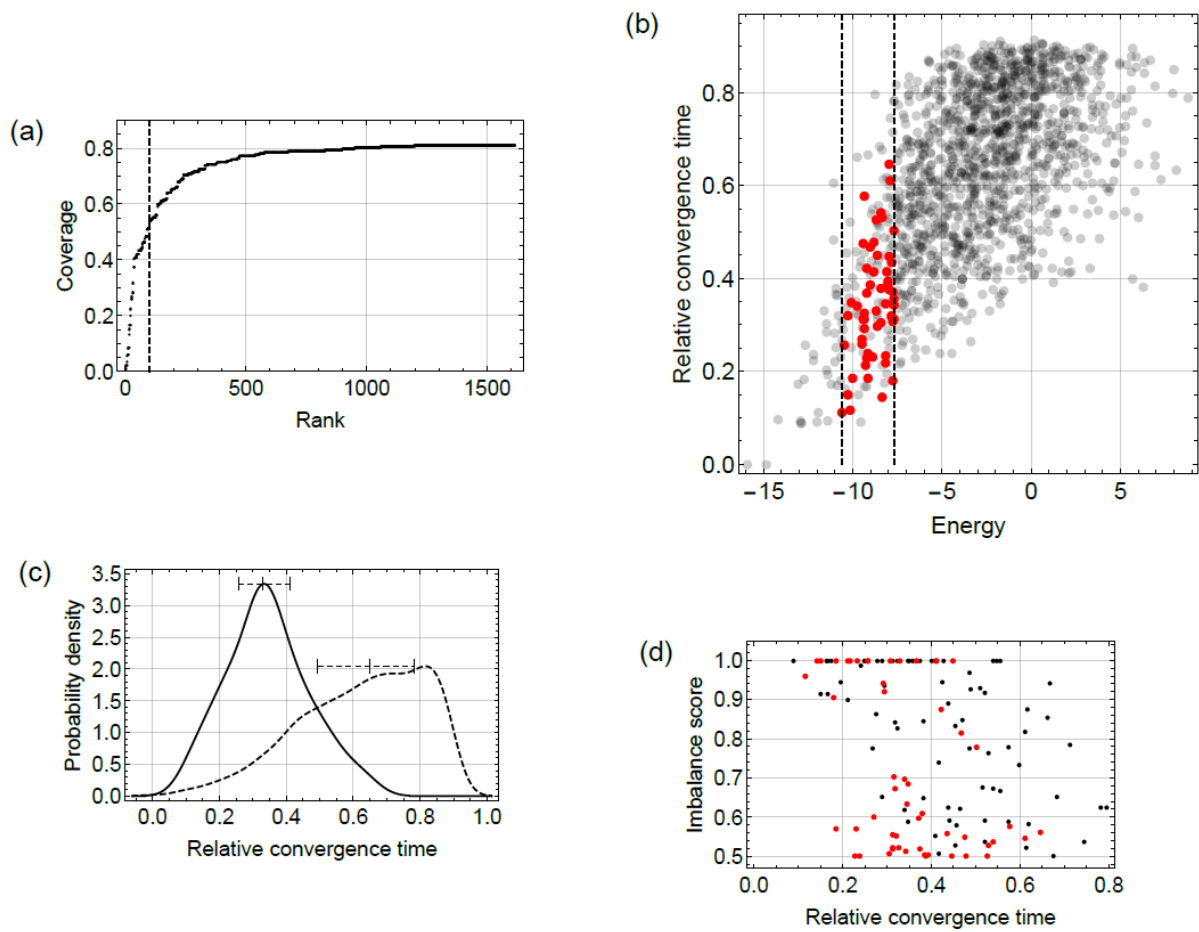 (a)
Coverage
0.8
0.6
0.4
0.2
0.0
0 500 1000 1500
Rank
(b)
Relative convergence time
0.8
0.6
0.4
0.2
0.0
−15 −10 −5 0 5
Energy
(c)
Probability density
3.5
3.0
2.5
2.0
1.5
1.0
0.5
0.0
0.0 0.2 0.4 0.6 0.8 1.0
Relative convergence time
(d)
Imbalance score
1.0
0.9
0.8
0.7
0.6
0.5
0.0 0.2 0.4 0.6 0.8
Relative convergence time